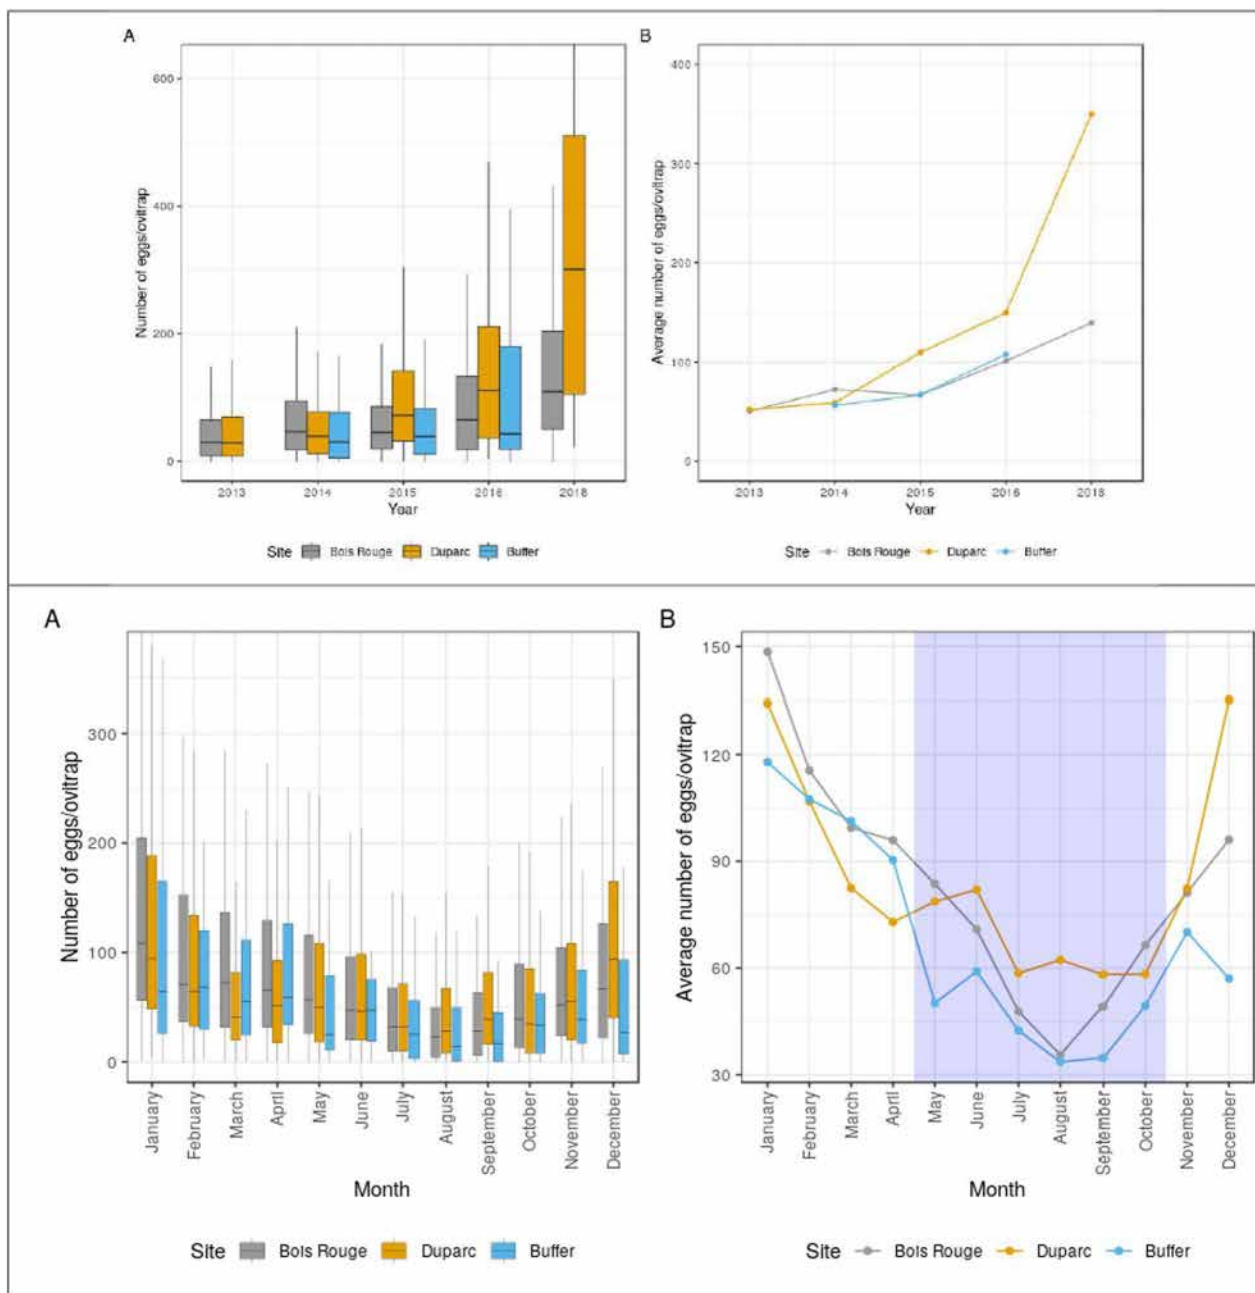 A
Number of eggs/ovitrap
600
400
200
0
2013 2014 2015 2016 2018
Year
Site Bois Rouge Duparc Buffer
B
Average number of eggs/ovitrap
400
300
200
100
0
2013 2014 2015 2016 2018
Year
Site Bois Rouge Duparc Buffer
A
Number of eggs/ovitrap
300
200
100
0
January February March April May June July August September October November December
Month
Site Bois Rouge Duparc Buffer
B
Average number of eggs/ovitrap
150
120
90
60
30
January February March April May June July August September October November December
Month
Site Bois Rouge Duparc Buffer